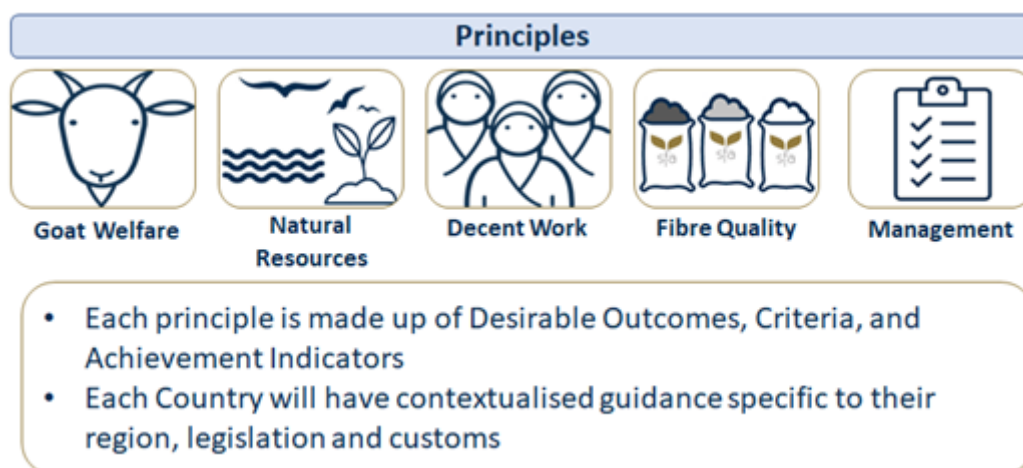 Principles
Goat Welfare
Natural
Resources
Decent Work
Fibre Quality
Management
sfa
sfa
sfa
• Each principle is made up of Desirable Outcomes, Criteria, and
Achievement Indicators
• Each Country will have contextualised guidance specific to their
region, legislation and customs